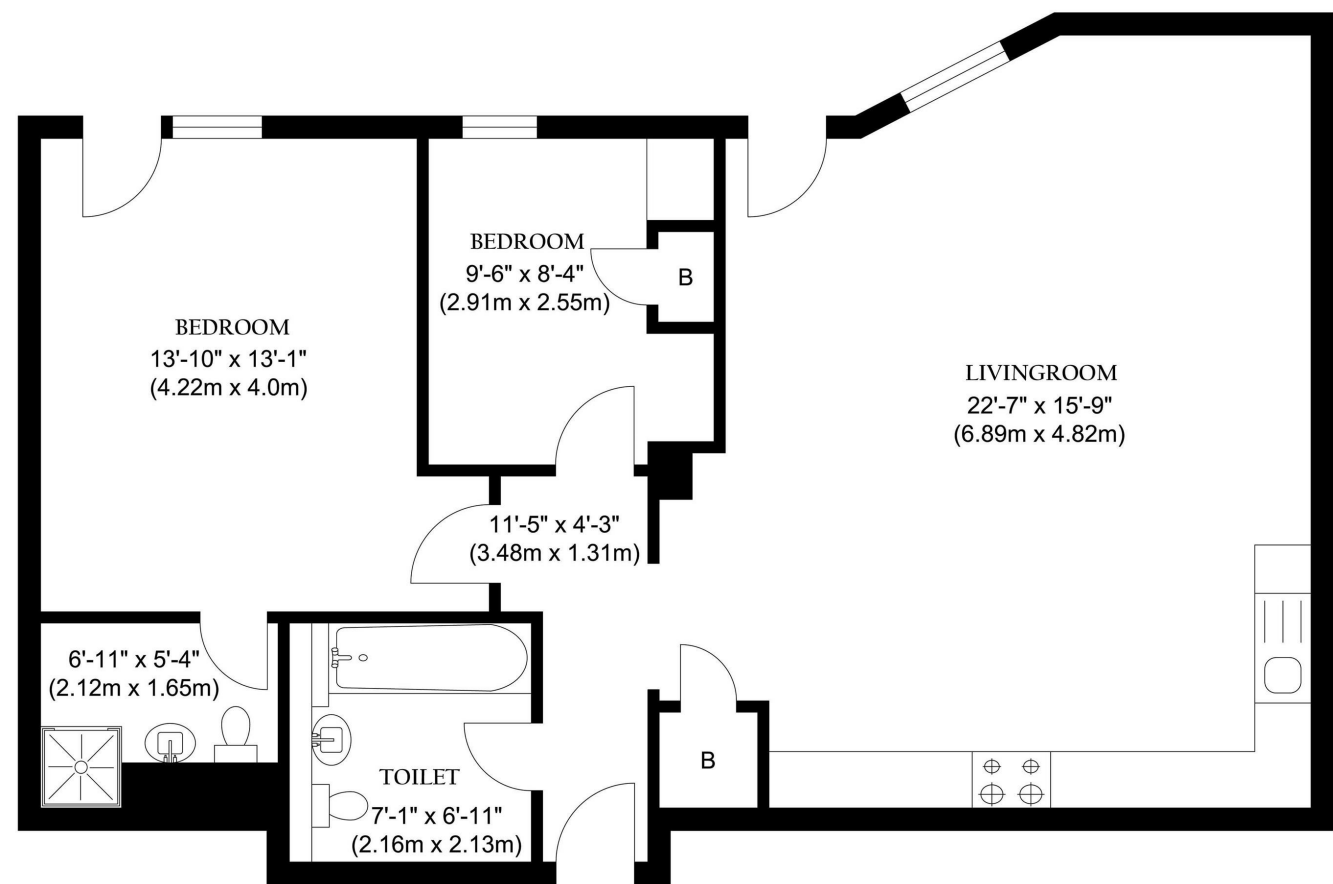 BEDROOM
13'-10" x 13'-1"
(4.22m x 4.0m)
BEDROOM
9'-6" x 8'-4"
(2.91m x 2.55m)
B
LIVINGROOM
22'-7" x 15'-9"
(6.89m x 4.82m)
11'-5" x 4'-3"
(3.48m x 1.31m)
6'-11" x 5'-4"
(2.12m x 1.65m)
TOILET
7'-1" x 6'-11"
(2.16m x 2.13m)
B